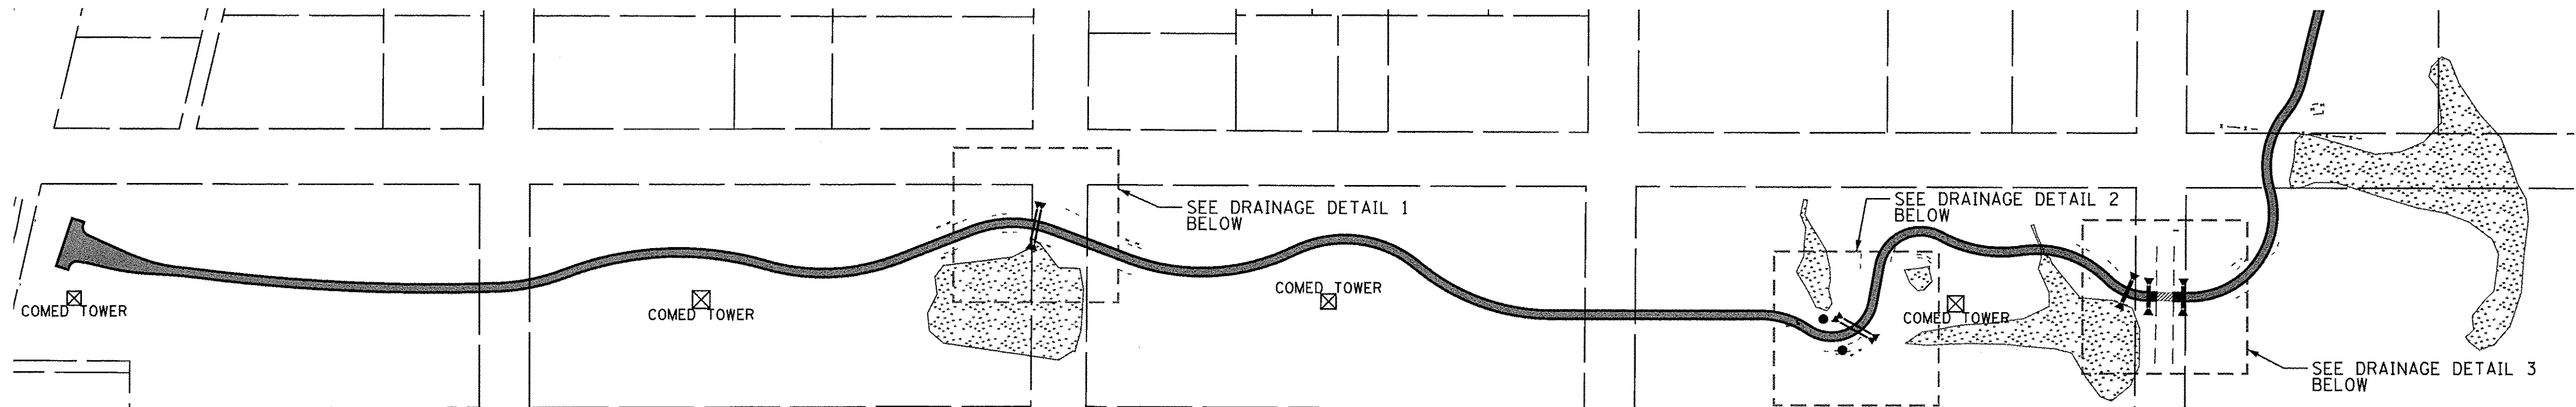 SEE DRAINAGE DETAIL 1
BELOW
SEE DRAINAGE DETAIL 2
BELOW
COMED TOWER
COMED TOWER
COMED TOWER
COMED TOWER
SEE DRAINAGE DETAIL 3
BELOW